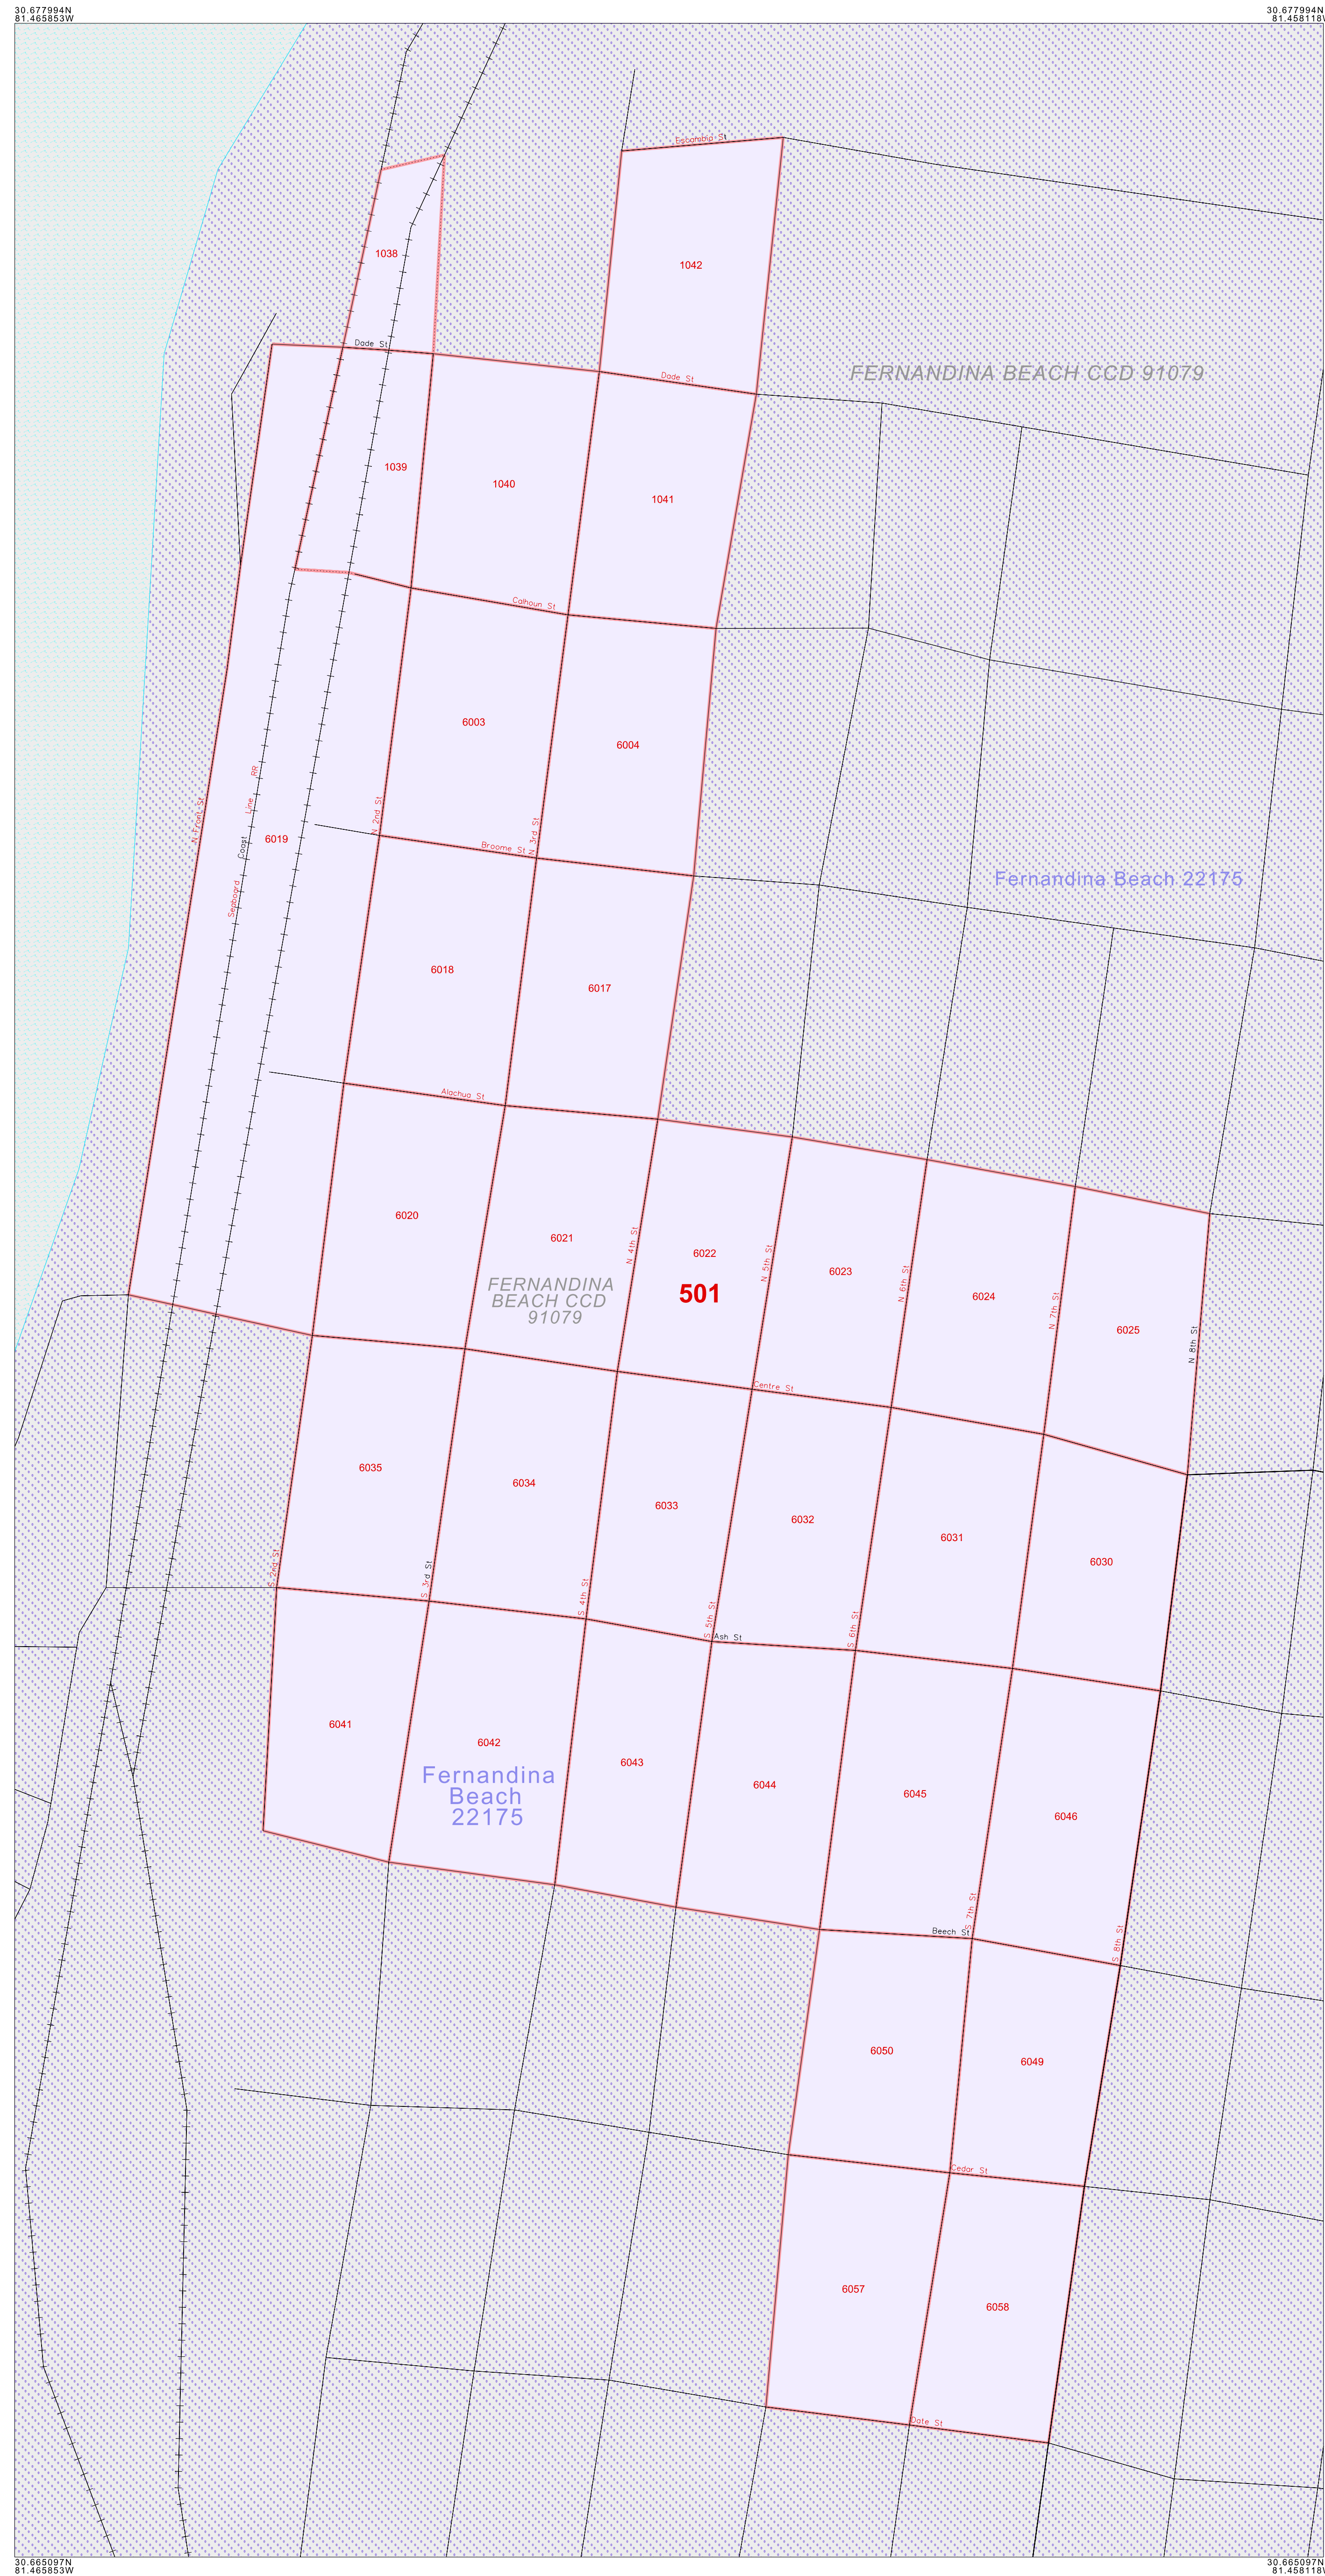 30.677994N
81.465853W
30.677994N
81.458118W
Escambia St
1038
1042
Dade St
Dade St
FERNANDINA BEACH CCD 91079
1039
1040
1041
Calhoun St
6003
6004
N Front St
Seaboard Coast Line RR
6019
N 2nd St
N 3rd St
Broome St
Fernandina Beach 22175
6018
6017
Alachua St
6020
6021
N 4th St
6022
N 5th St
6023
N 6th St
6024
N 7th St
6025
N 8th St
FERNANDINA
BEACH CCD
91079
501
Centre St
6035
6034
6033
6032
6031
6030
S 2nd St
S 3rd St
S 4th St
S 5th St
S 6th St
Ash St
6041
6042
6043
6044
6045
6046
Fernandina
Beach
22175
S 7th St
S 8th St
Beech St
6050
6049
Cedar St
6057
6058
Date St
30.665097N
81.465853W
30.665097N
81.458118W